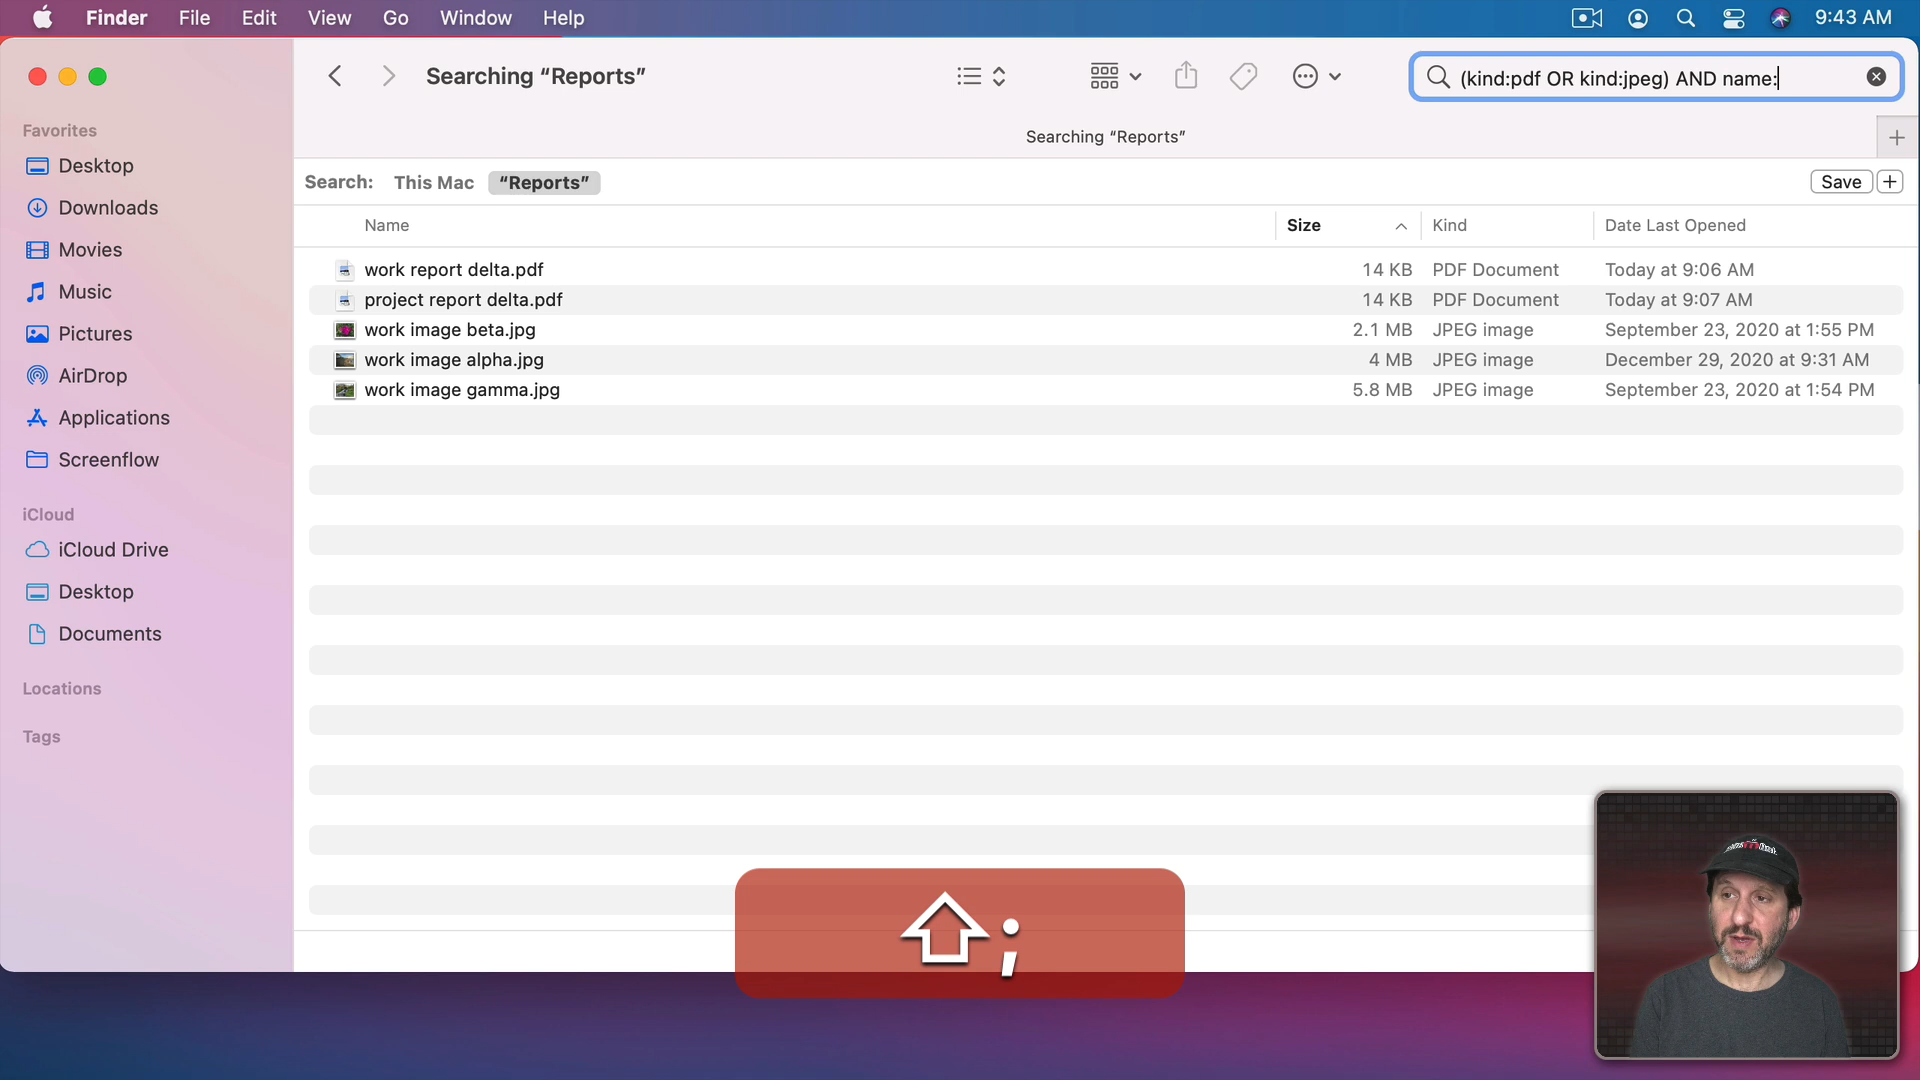 Finder File Edit View Go Window Help 9:43 AM
Searching “Reports” (kind:pdf OR kind:jpeg) AND name:
Searching “Reports” +
Search: This Mac “Reports” Save +
Name Size Kind Date Last Opened
work report delta.pdf 14 KB PDF Document Today at 9:06 AM
project report delta.pdf 14 KB PDF Document Today at 9:07 AM
work image beta.jpg 2.1 MB JPEG image September 23, 2020 at 1:55 PM
work image alpha.jpg 4 MB JPEG image December 29, 2020 at 9:31 AM
work image gamma.jpg 5.8 MB JPEG image September 23, 2020 at 1:54 PM
Favorites
Desktop
Downloads
Movies
Music
Pictures
AirDrop
Applications
Screenflow
iCloud
iCloud Drive
Desktop
Documents
Locations
Tags
⇧;